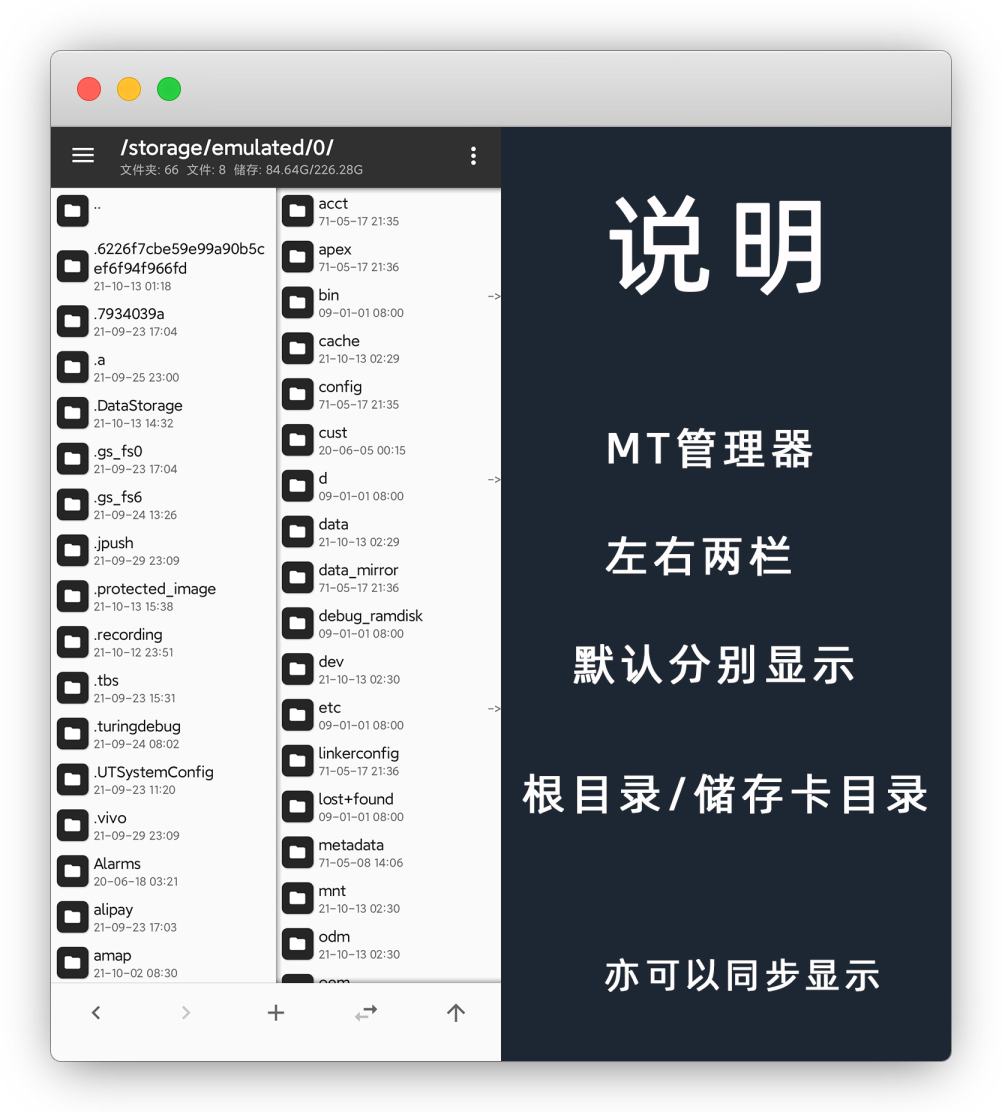 /storage/emulated/0/
文件夹: 66 文件: 8 储存: 84.64G/226.28G
..
.6226f7cbe59e99a90b5c
ef6f94f966fd
21-10-13 01:18
.7934039a
21-09-23 17:04
.a
21-09-25 23:00
.DataStorage
21-10-13 14:32
.gs_fs0
21-09-23 17:04
.gs_fs6
21-09-24 13:26
.jpush
21-09-29 23:09
.protected_image
21-10-13 15:38
.recording
21-10-12 23:51
.tbs
21-09-23 15:31
.turingdebug
21-09-24 08:02
.UTSystemConfig
21-09-23 11:20
.vivo
21-09-29 23:09
Alarms
20-06-18 03:21
alipay
21-09-23 17:03
amap
21-10-02 08:30
acct
71-05-17 21:35
apex
71-05-17 21:36
bin
09-01-01 08:00
->
cache
21-10-13 02:29
config
71-05-17 21:35
cust
20-06-05 00:15
d
09-01-01 08:00
->
data
21-10-13 02:29
data_mirror
71-05-17 21:36
debug_ramdisk
09-01-01 08:00
dev
21-10-13 02:30
etc
09-01-01 08:00
->
linkerconfig
71-05-17 21:36
lost+found
09-01-01 08:00
metadata
71-05-08 14:06
mnt
21-10-13 02:30
odm
21-10-13 02:30
oem
说明
MT管理器
左右两栏
默认分别显示
根目录/储存卡目录
亦可以同步显示